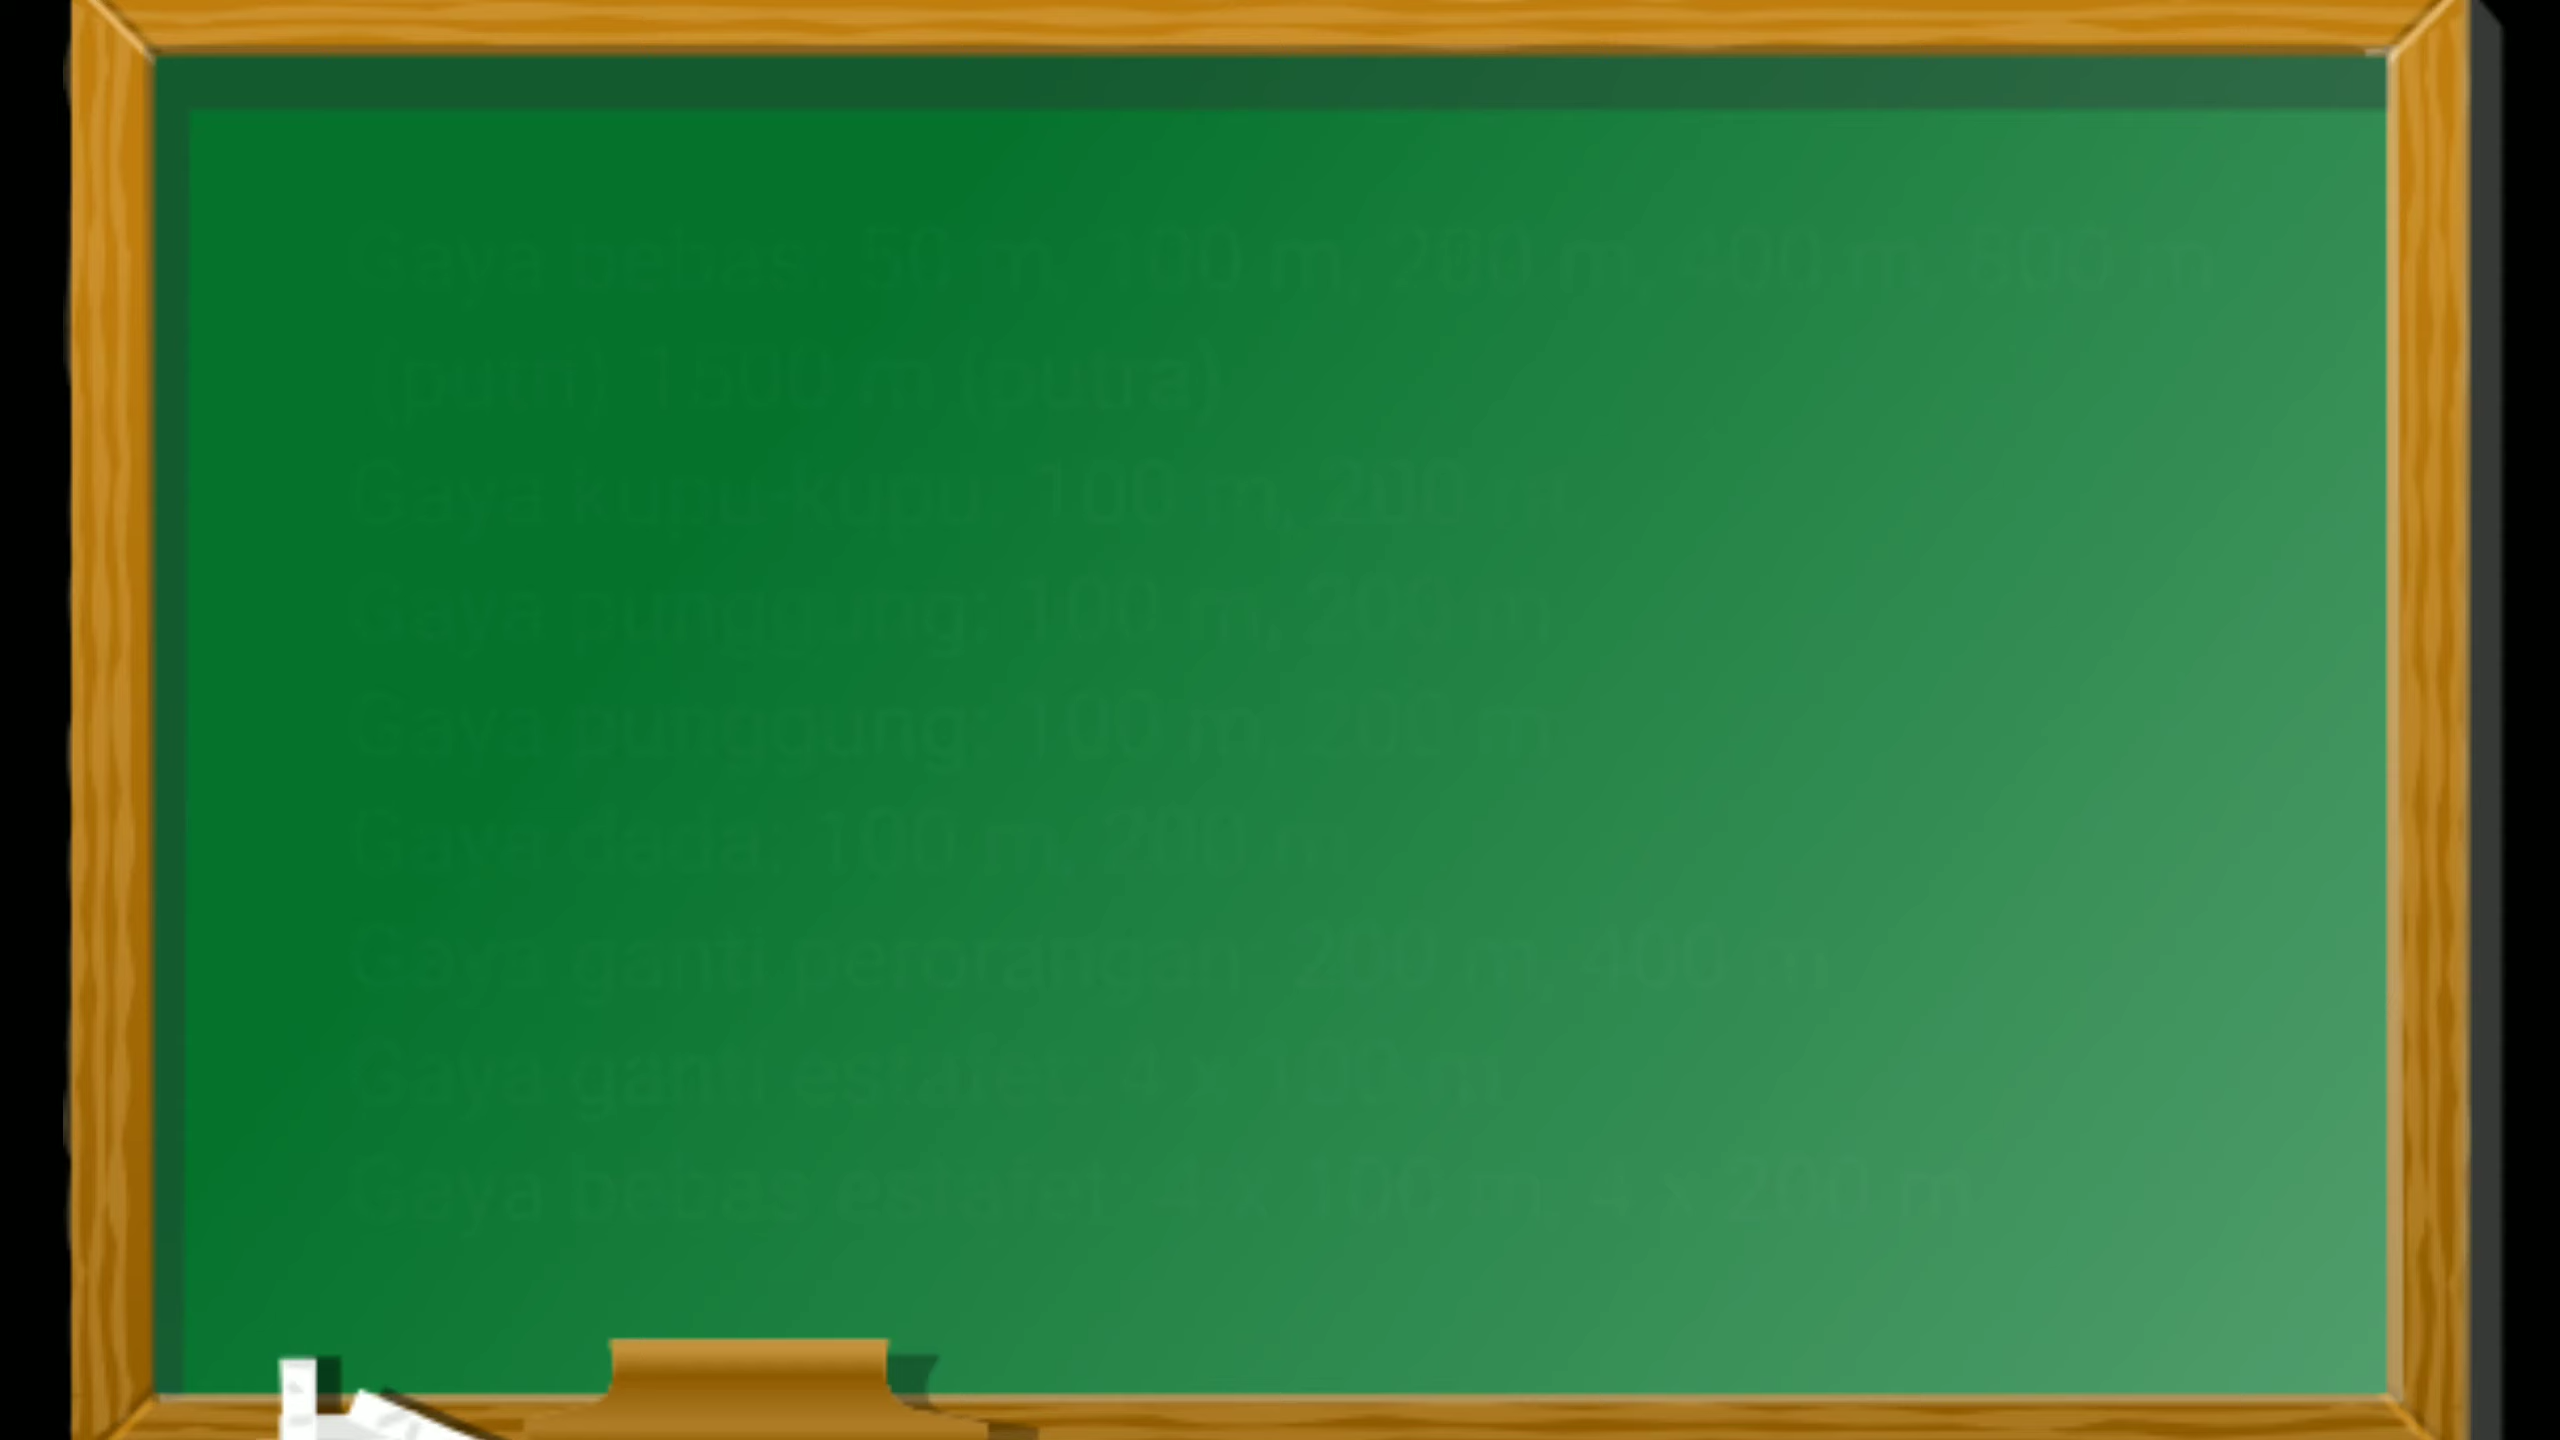 Gaya bebas: 50 m, 100 m, 200 m, 400 m, 800 m
(putri) 1500 m (putra)
Gaya kupu-kupu: 100 m, 200 m
Gaya punggung: 100 m, 200 m
Gaya punggung: 100 m, 200 m
Gaya dada: 100 m, 200 m
Gaya ganti perorangan: 200 m, 400 m
Gaya ganti estafet: 4 x 100 m
Gaya bebas estafet: 4 x 100 m, 4 x 200 m